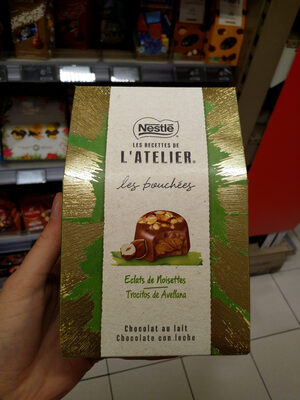 Nestlé
LES RECETTES DE
L'ATELIER®
les bouchées
Eclats de Noisettes
Trocitos de Avellana
Chocolat au lait
Chocolate con leche